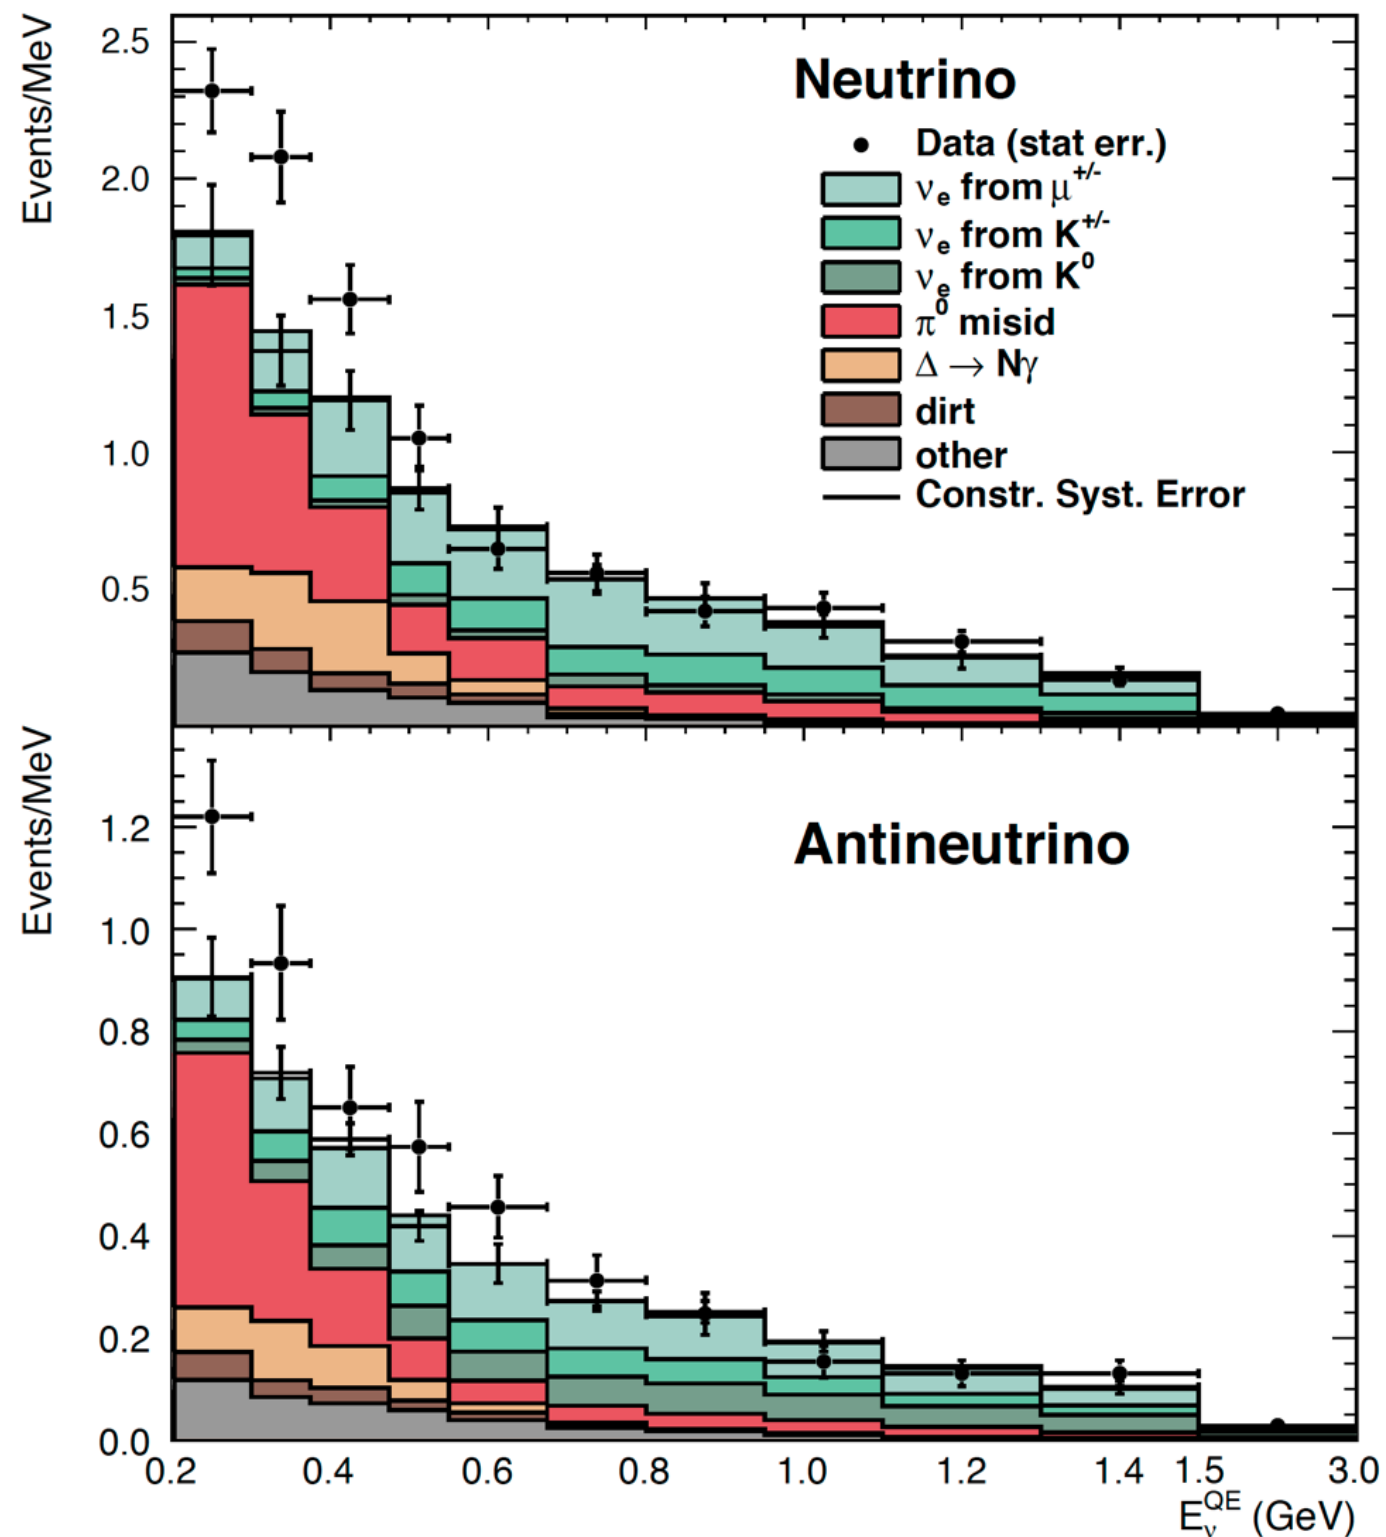 Events/MeV
2.5
2.0
1.5
1.0
0.5
Neutrino
Data (stat err.)
νe from μ+/-
νe from K+/-
νe from K0
π0 misid
Δ → Nγ
dirt
other
Constr. Syst. Error
Events/MeV
1.2
1.0
0.8
0.6
0.4
0.2
0.0
Antineutrino
0.2 0.4 0.6 0.8 1.0 1.2 1.4 1.5 3.0
EνQE (GeV)